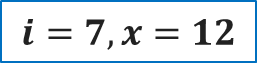 i = 7, x = 12